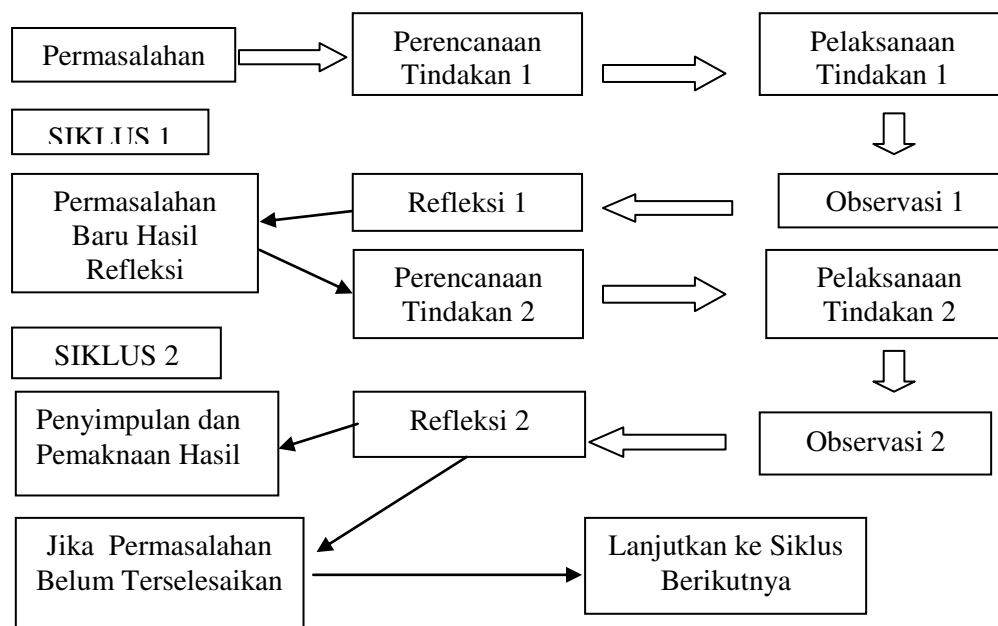 Permasalahan
Perencanaan
Tindakan 1
Pelaksanaan
Tindakan 1
SIKLUS 1
Permasalahan
Baru Hasil
Refleksi
Refleksi 1
Observasi 1
Perencanaan
Tindakan 2
Pelaksanaan
Tindakan 2
SIKLUS 2
Penyimpulan dan
Pemaknaan Hasil
Refleksi 2
Observasi 2
Jika Permasalahan
Belum Terselesaikan
Lanjutkan ke Siklus
Berikutnya